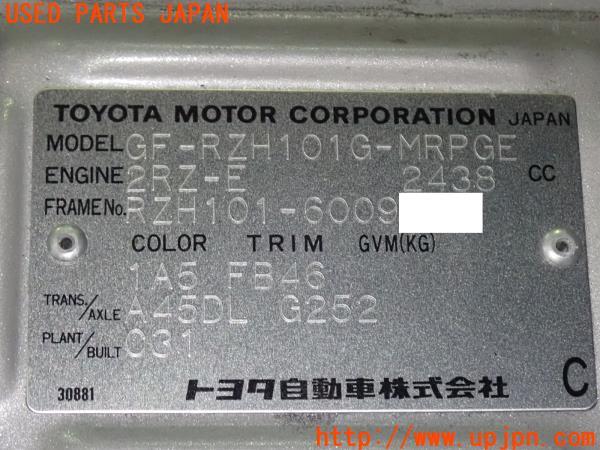 USED PARTS JAPAN
TOYOTA MOTOR CORPORATION JAPAN
MODEL GF-RZH101G-MRPGE
ENGINE 2RZ-E 2438 CC
FRAME No. RZH101-6009
COLOR TRIM GVM(KG)
1A5 FB46
TRANS./AXLE A45DL G252
PLANT/BUILT C31
30881 トヨタ自動車株式会社 C
http://www.upjpn.com